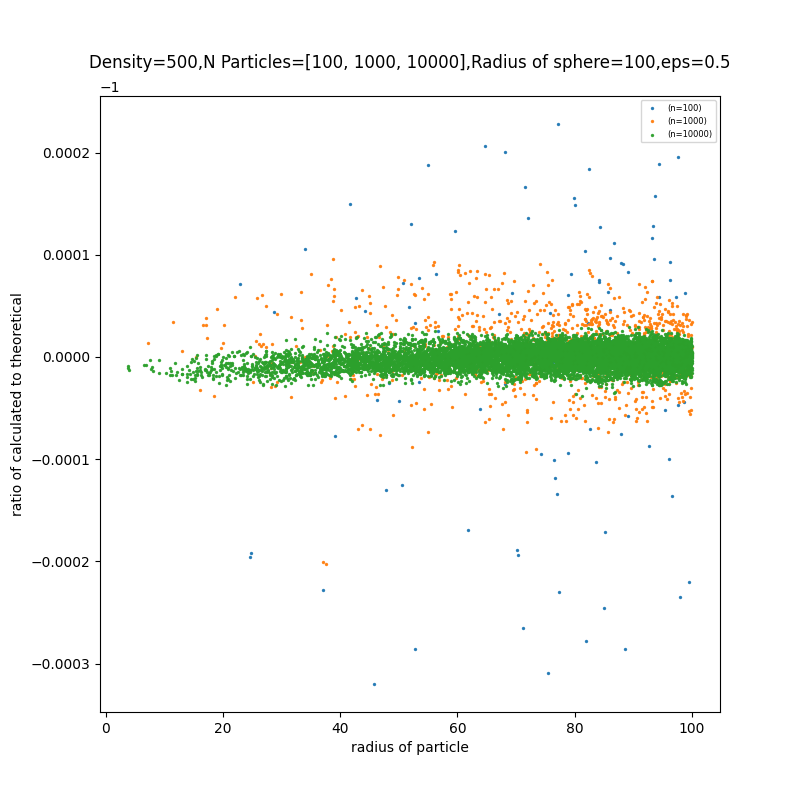 Density=500,N Particles=[100, 1000, 10000],Radius of sphere=100,eps=0.5
−1
(n=100)
(n=1000)
(n=10000)
0.0002
0.0001
0.0000
−0.0001
−0.0002
−0.0003
ratio of calculated to theoretical
0 20 40 60 80 100
radius of particle